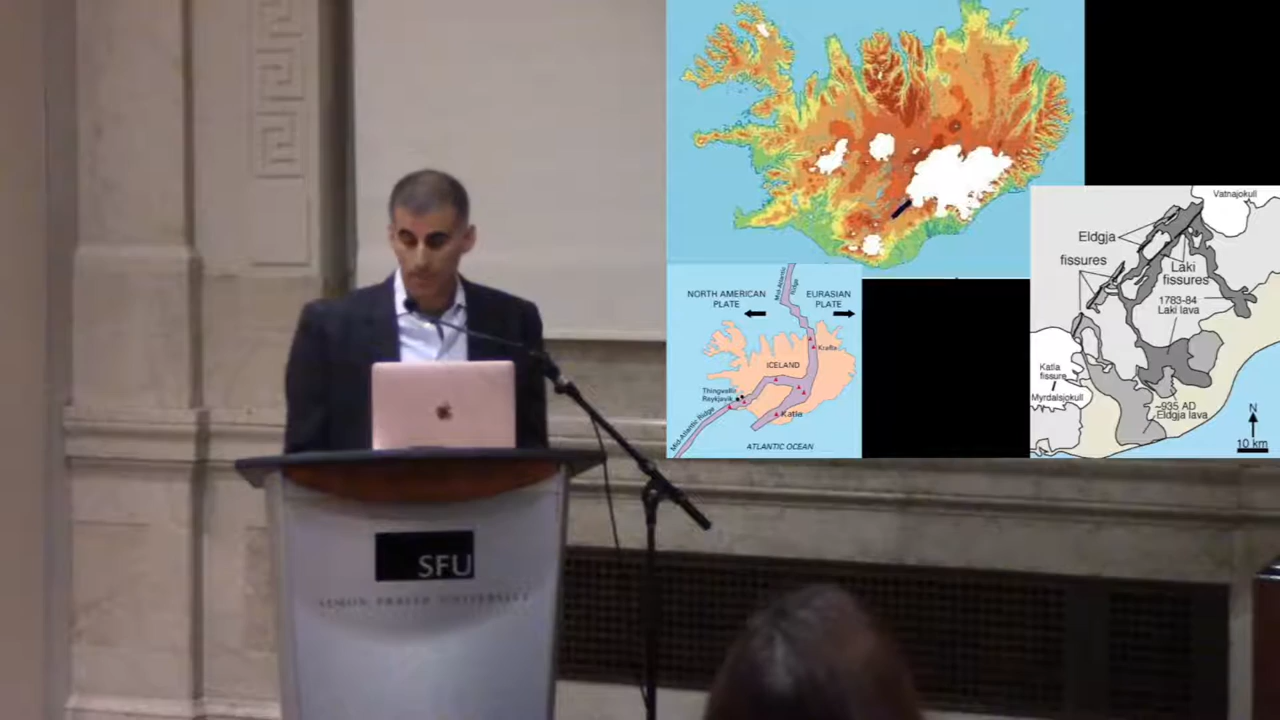 NORTH AMERICAN
PLATE
EURASIAN
PLATE
Mid-Atlantic
Ridge
Krafla
ICELAND
Thingvellir
Reykjavik
Katla
Mid-Atlantic Ridge
ATLANTIC OCEAN
Vatnajokull
Eldgja
fissures
Laki
fissures
1783-84
Laki lava
Katla
fissure
Myrdalsjokull
~935 AD
Eldgja lava
N
10 km
SFU
SIMON FRASER UNIVERSITY